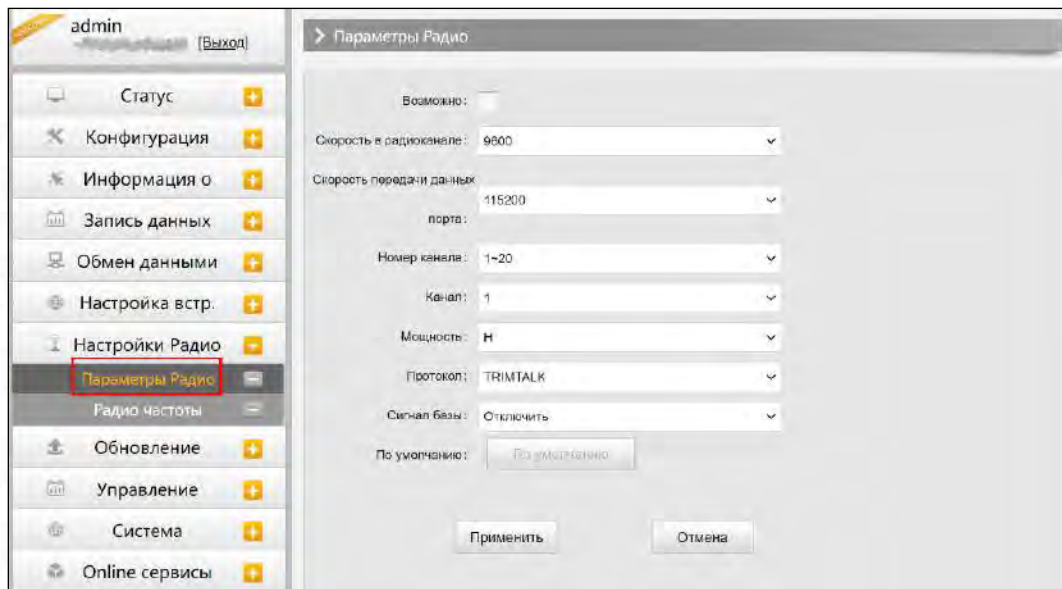 admin
[Выход]
Статус
Конфигурация
Информация о
Запись данных
Обмен данными
Настройка встр.
Настройки Радио
Параметры Радио
Радио частоты
Обновление
Управление
Система
Online сервисы
Параметры Радио
Возможно:
Скорость в радиоканале: 9600
Скорость передачи данных
порта: 115200
Номер канала: 1~20
Канал: 1
Мощность: H
Протокол: TRIMTALK
Сигнал базы: Отключить
По умолчанию: По умолчанию
Применить Отмена